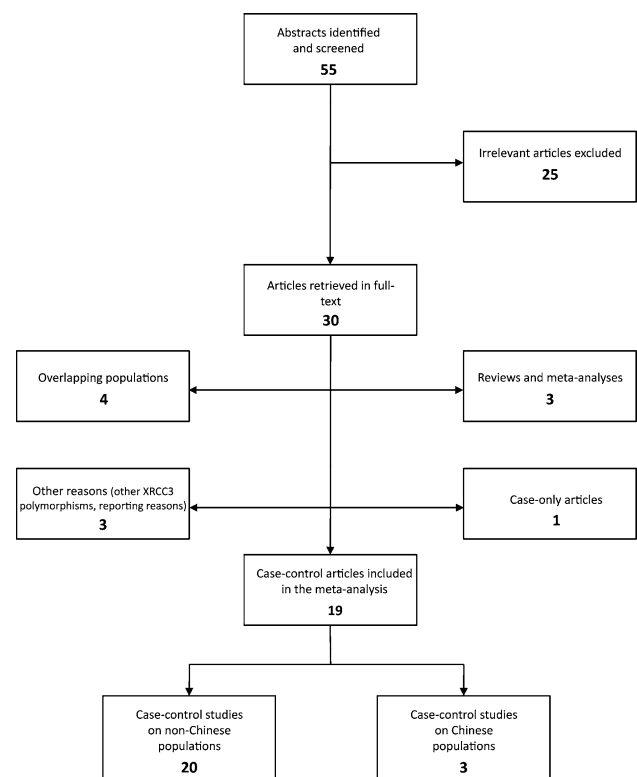 Abstracts identified
and screened
55
Irrelevant articles excluded
25
Articles retrieved in full-
text
30
Overlapping populations
4
Reviews and meta-analyses
3
Other reasons (other XRCC3
polymorphisms, reporting reasons)
3
Case-only articles
1
Case-control articles included
in the meta-analysis
19
Case-control studies
on non-Chinese
populations
20
Case-control studies
on Chinese
populations
3